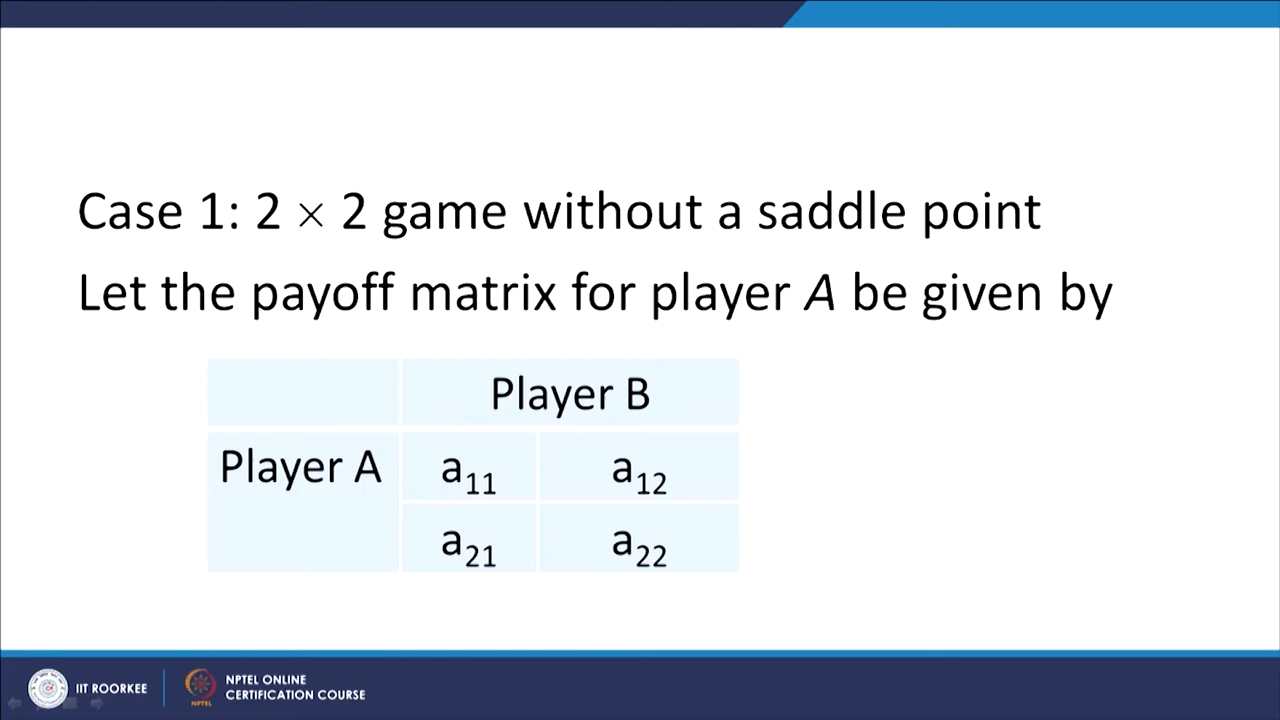 Case 1: 2 × 2 game without a saddle point
Let the payoff matrix for player A be given by
Player B
Player A a₁₁ a₁₂
a₂₁ a₂₂
IIT ROORKEE
NPTEL ONLINE
CERTIFICATION COURSE
NPTEL